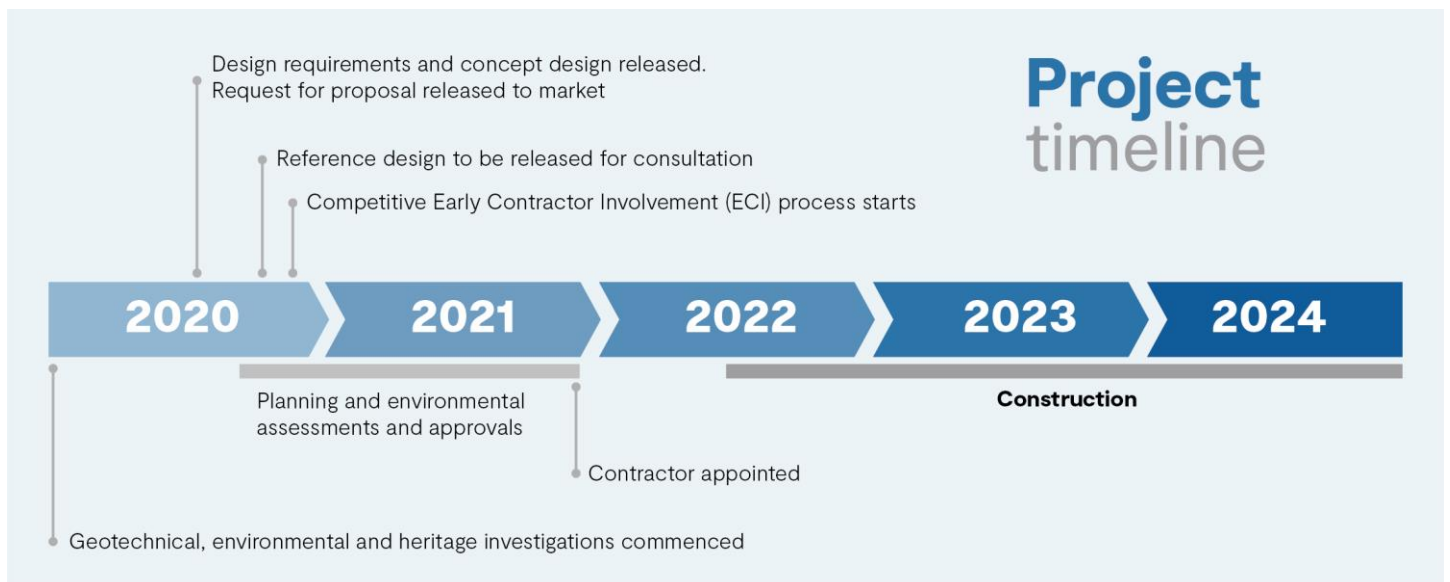 Project
timeline
Design requirements and concept design released.
Request for proposal released to market
Reference design to be released for consultation
Competitive Early Contractor Involvement (ECI) process starts
2020
2021
2022
2023
2024
Planning and environmental
assessments and approvals
Construction
Contractor appointed
Geotechnical, environmental and heritage investigations commenced